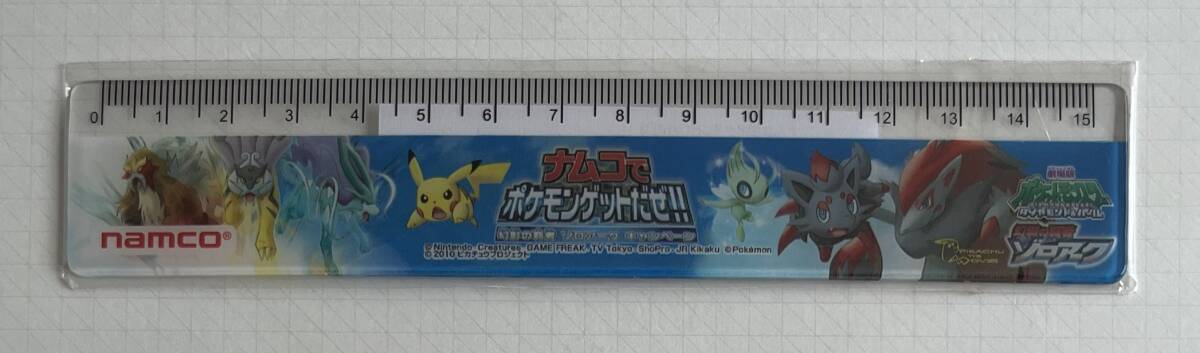 0 1 2 3 4 5 6 7 8 9 10 11 12 13 14 15
namco®
ナムコで
ポケモンゲットだぜ!!
©Nintendo·Creatures·GAME FREAK·TV Tokyo·ShoPro·JR Kikaku ©Pokémon
©2010 ピカチュウプロジェクト
PIKACHU
THE
MOVIE
劇場版
ゾロアーク